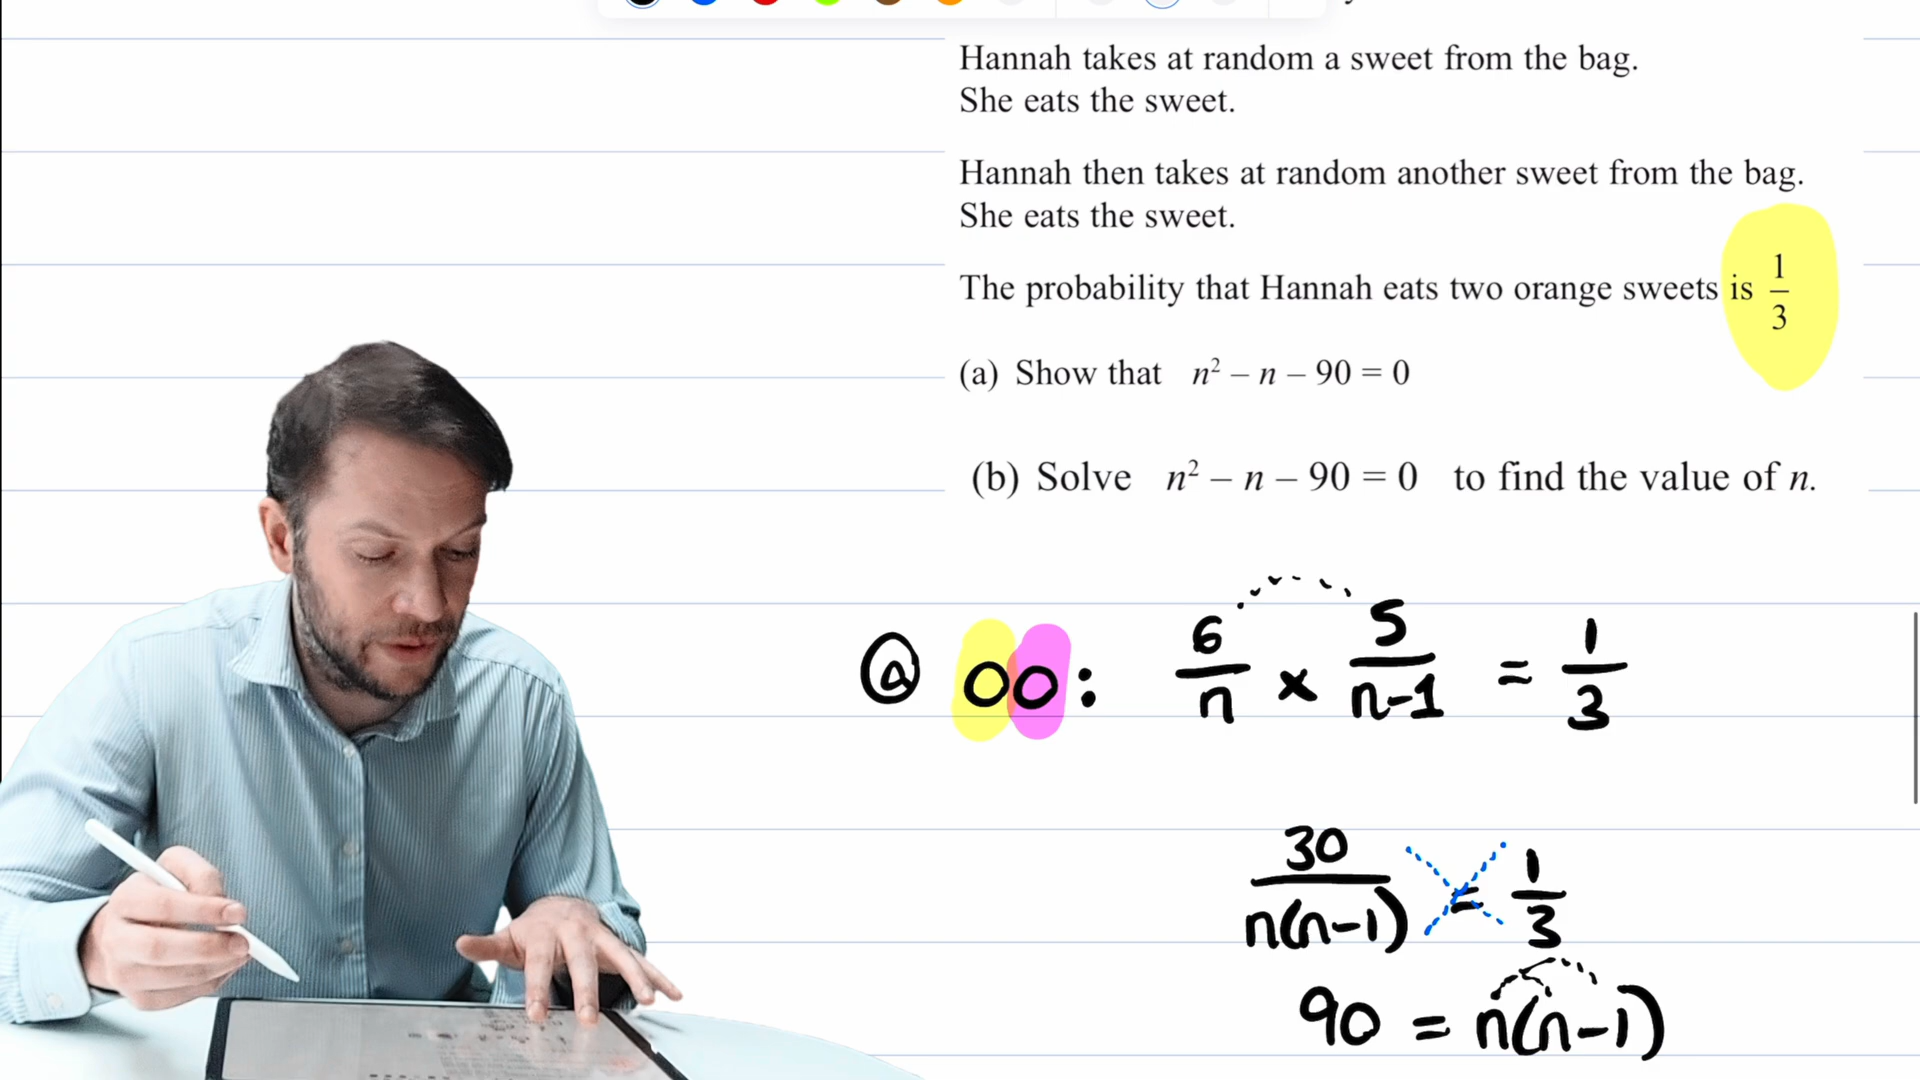 Hannah takes at random a sweet from the bag.
She eats the sweet.
Hannah then takes at random another sweet from the bag.
She eats the sweet.
The probability that Hannah eats two orange sweets is 1/3
(a) Show that n² – n – 90 = 0
(b) Solve n² – n – 90 = 0 to find the value of n.
ⓐ OO: 6/n × 5/n-1 = 1/3
30/n(n-1) = 1/3
90 = n(n-1)